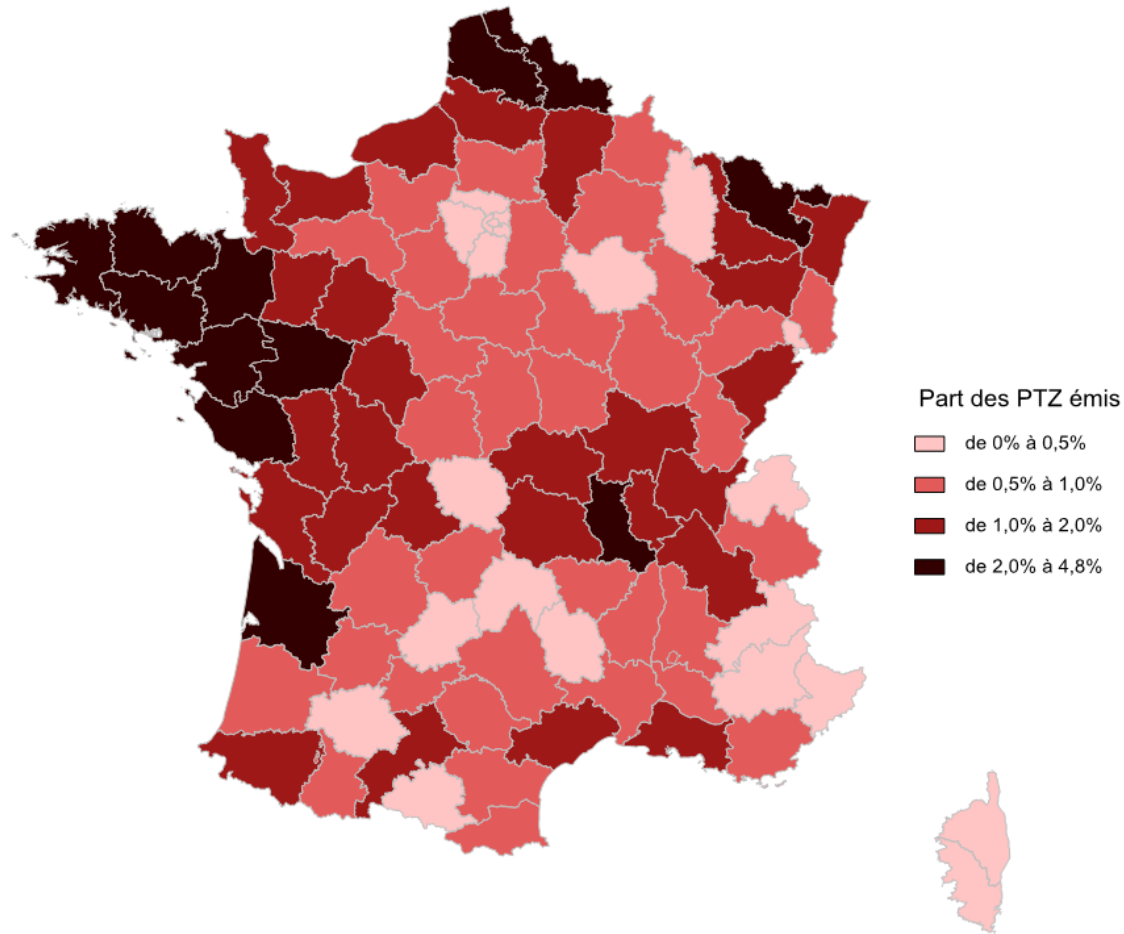 Part des PTZ émis
de 0% à 0,5%
de 0,5% à 1,0%
de 1,0% à 2,0%
de 2,0% à 4,8%